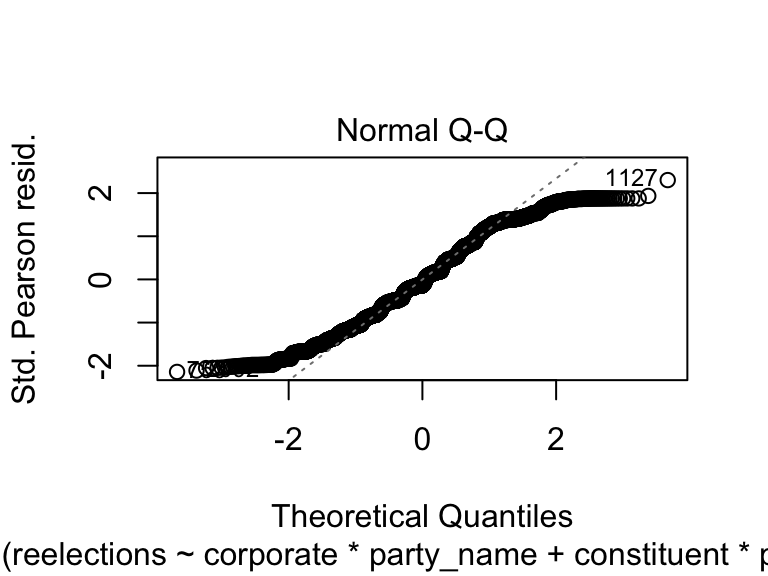 Normal Q-Q
Std. Pearson resid.
2
0
-2
1127
-2
0
2
Theoretical Quantiles
(reelections ~ corporate * party_name + constituent * p